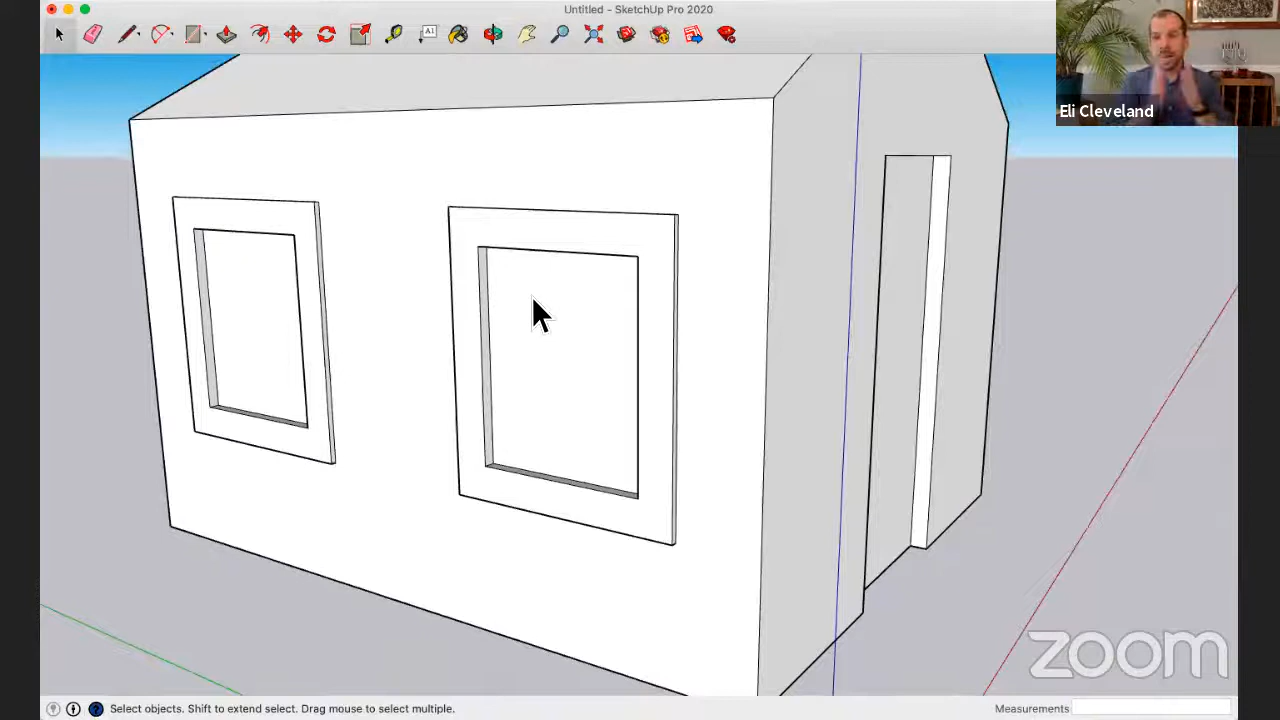 Untitled - SketchUp Pro 2020
A1
Eli Cleveland
zoom
Select objects. Shift to extend select. Drag mouse to select multiple.
Measurements